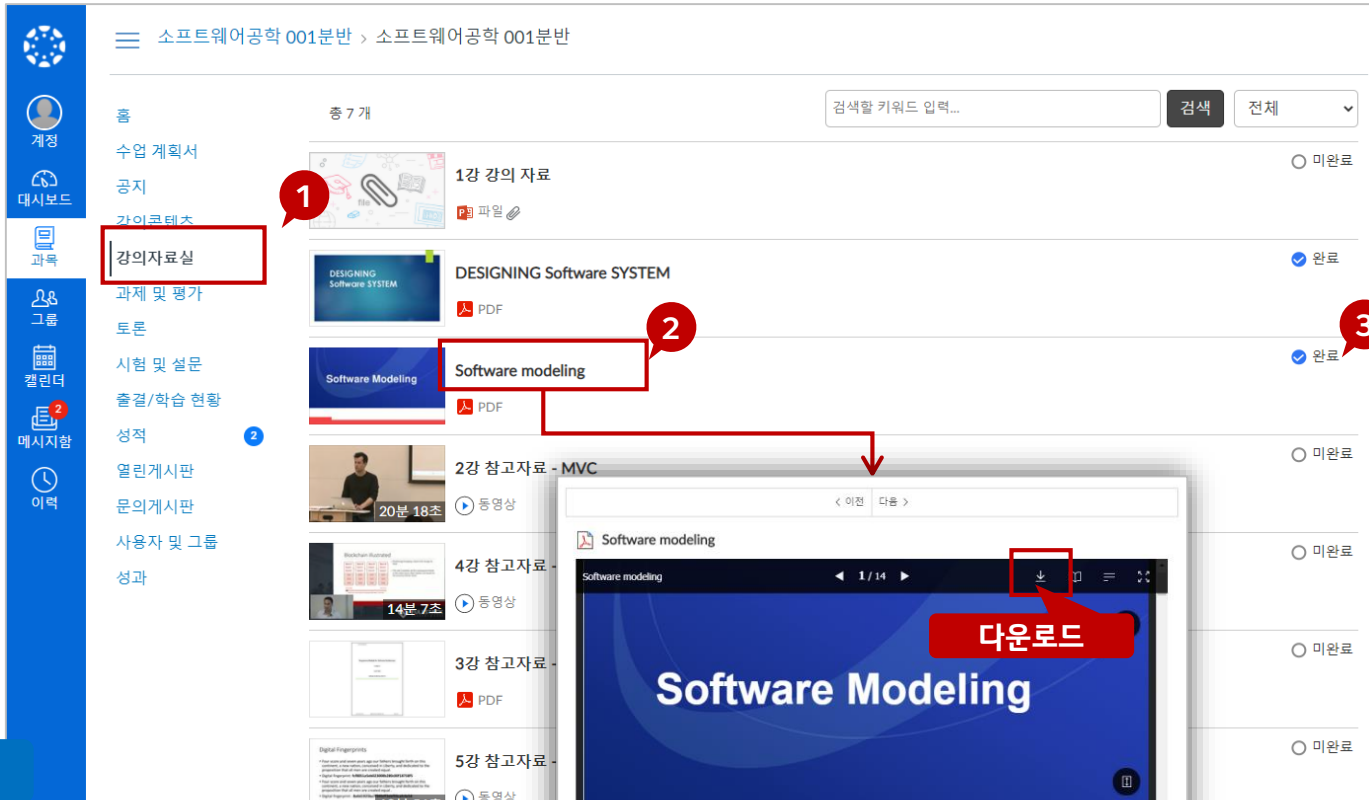 소프트웨어공학 001분반 › 소프트웨어공학 001분반
계정
대시보드
과목
그룹
캘린더
2
메시지함
이력
홈
수업 계획서
공지
강의콘텐츠
강의자료실
과제 및 평가
토론
시험 및 설문
출결/학습 현황
성적 2
열린게시판
문의게시판
사용자 및 그룹
성과
1
총 7 개
검색할 키워드 입력...
검색
전체
file
1강 강의 자료
파일
미완료
DESIGNING
Software SYSTEM
DESIGNING Software SYSTEM
PDF
완료
2
3
Software Modeling
Software modeling
PDF
완료
20분 18초
2강 참고자료 - MVC
동영상
미완료
Blockchain Illustrated
14분 7초
4강 참고자료 -
동영상
미완료
3강 참고자료 -
PDF
미완료
Digital Fingerprints
5강 참고자료 -
동영상
미완료
< 이전 다음 >
Software modeling
Software modeling
1 / 14
다운로드
Software Modeling